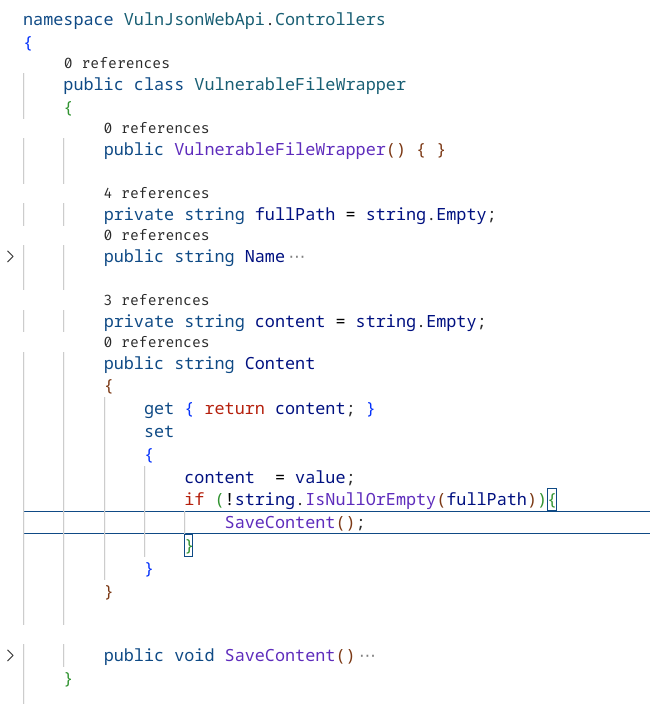 namespace VulnJsonWebApi.Controllers
{
0 references
public class VulnerableFileWrapper
{
0 references
public VulnerableFileWrapper() { }
4 references
private string fullPath = string.Empty;
0 references
public string Name···
3 references
private string content = string.Empty;
0 references
public string Content
{
get { return content; }
set
{
content  = value;
if (!string.IsNullOrEmpty(fullPath)){
SaveContent();
}
}
}
public void SaveContent()···
}